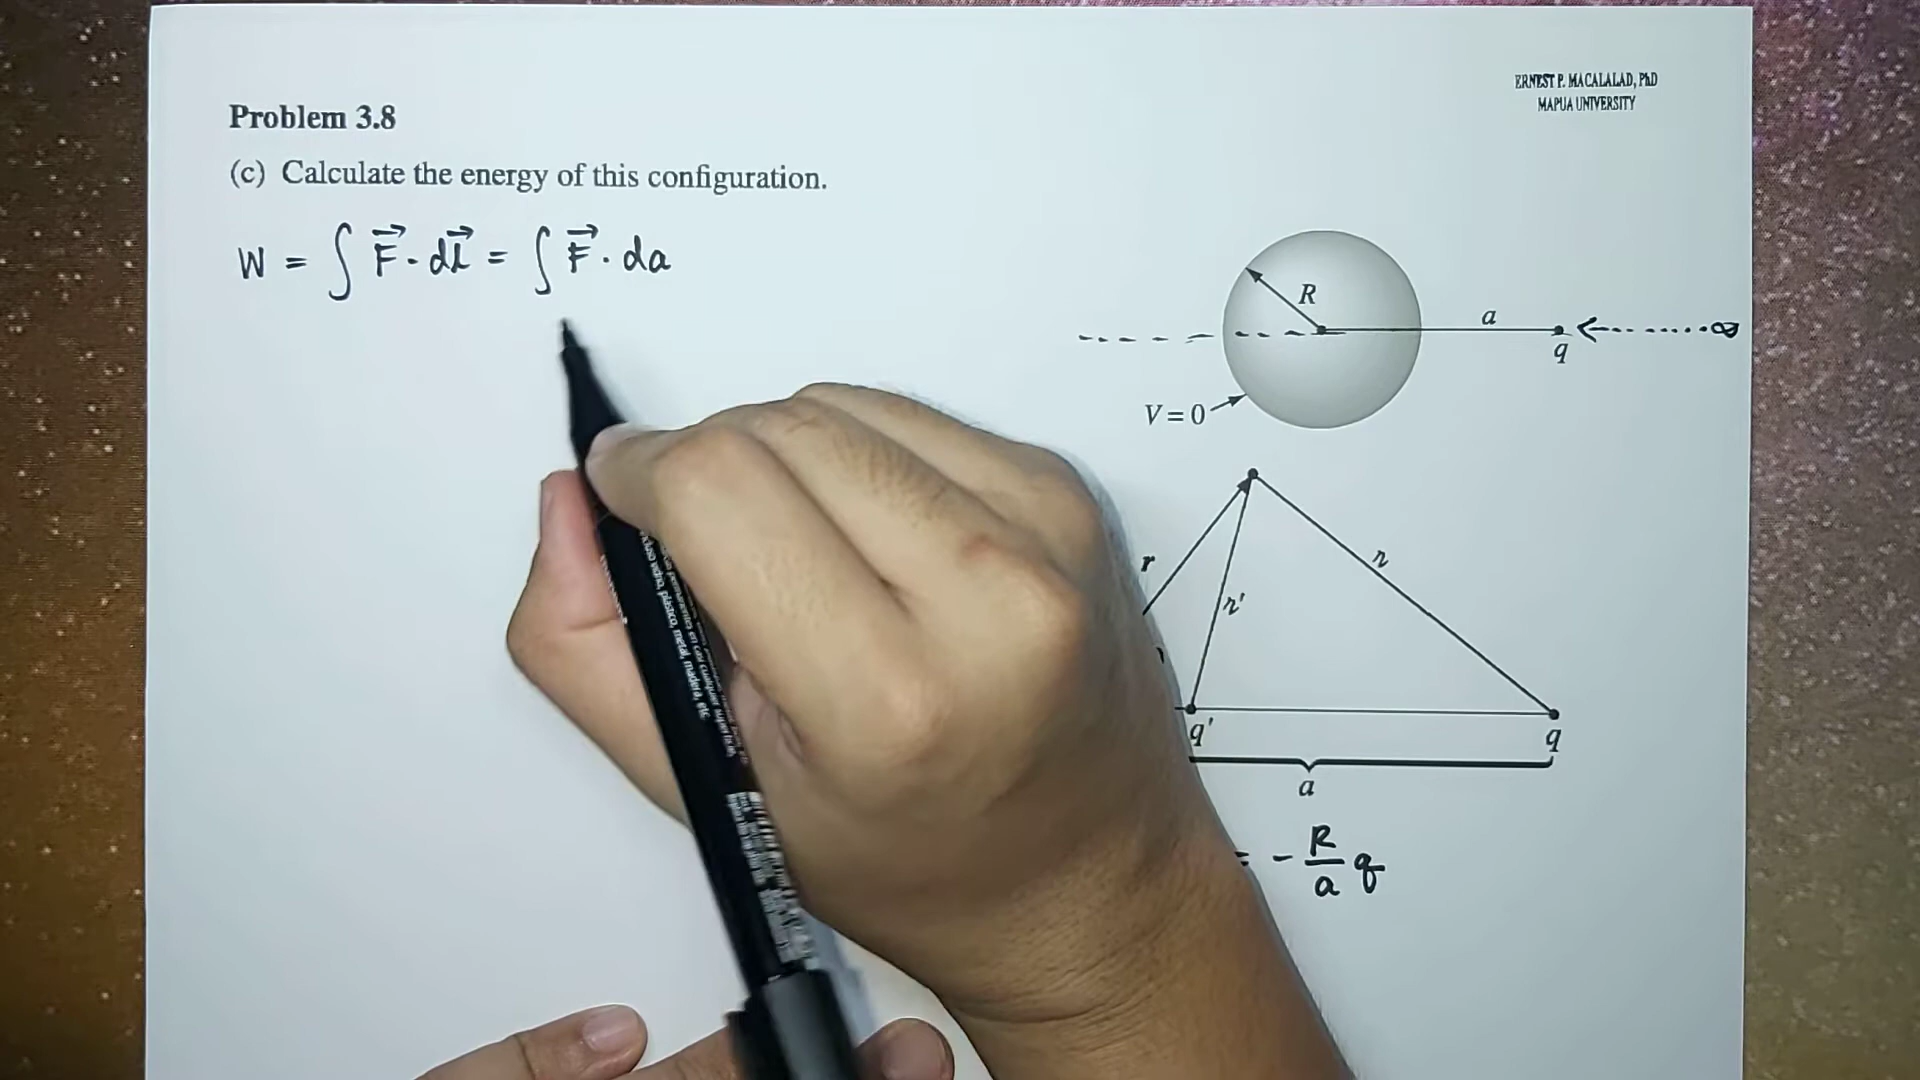 ERNEST P. MACALALAD, PhD
MAPUA UNIVERSITY
Problem 3.8
(c) Calculate the energy of this configuration.
W = ∫ F⃗ · dl⃗ = ∫ F⃗ · da
R
a
∞
q
V = 0
r
𝓇
𝓇'
q'
q
a
= - R/a q